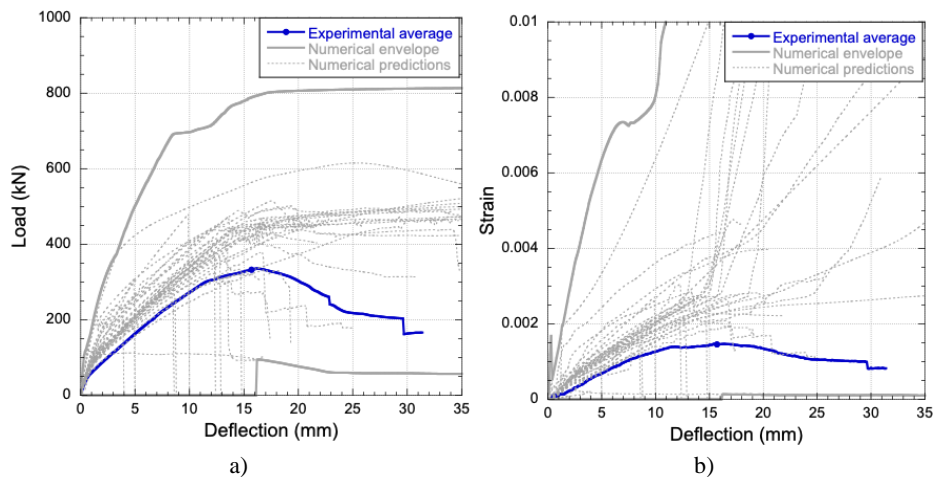 1000
800
600
400
200
0
Load (kN)
0 5 10 15 20 25 30 35
Deflection (mm)
Experimental average
Numerical envelope
Numerical predictions
a)
0.01
0.008
0.006
0.004
0.002
0
Strain
0 5 10 15 20 25 30 35
Deflection (mm)
Experimental average
Numerical envelope
Numerical predictions
b)